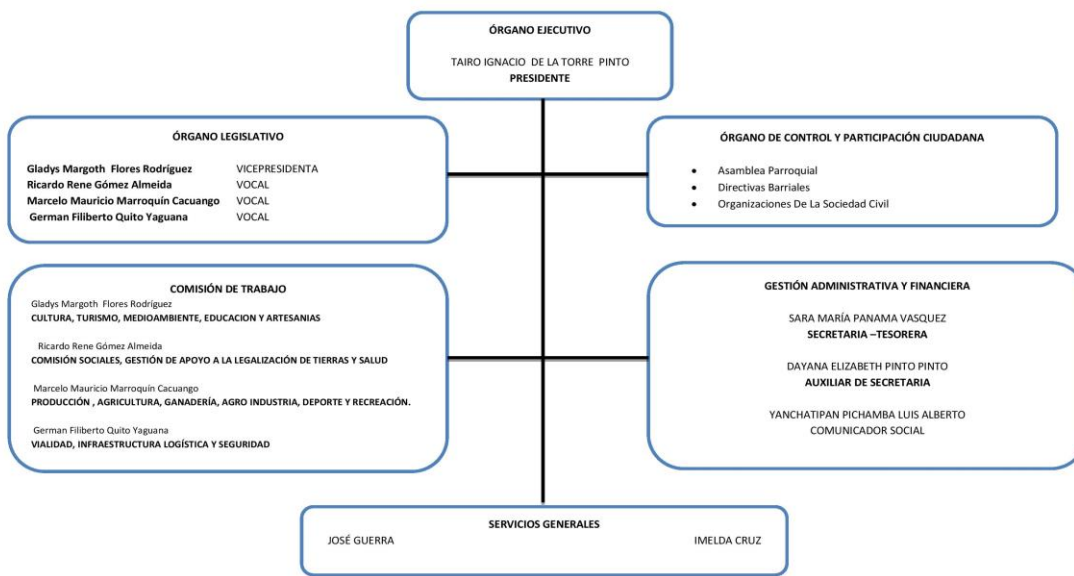 ÓRGANO EJECUTIVO
TAIRO IGNACIO DE LA TORRE PINTO
PRESIDENTE
ÓRGANO LEGISLATIVO
Gladys Margoth Flores Rodríguez VICEPRESIDENTA
Ricardo Rene Gómez Almeida VOCAL
Marcelo Mauricio Marroquín Cacuango VOCAL
German Filiberto Quito Yaguana VOCAL
ÓRGANO DE CONTROL Y PARTICIPACIÓN CIUDADANA
• Asamblea Parroquial
• Directivas Barriales
• Organizaciones De La Sociedad Civil
COMISIÓN DE TRABAJO
Gladys Margoth Flores Rodríguez
CULTURA, TURISMO, MEDIOAMBIENTE, EDUCACION Y ARTESANIAS
Ricardo Rene Gómez Almeida
COMISIÓN SOCIALES, GESTIÓN DE APOYO A LA LEGALIZACIÓN DE TIERRAS Y SALUD
Marcelo Mauricio Marroquín Cacuango
PRODUCCIÓN , AGRICULTURA, GANADERÍA, AGRO INDUSTRIA, DEPORTE Y RECREACIÓN.
German Filiberto Quito Yaguana
VIALIDAD, INFRAESTRUCTURA LOGÍSTICA Y SEGURIDAD
GESTIÓN ADMINISTRATIVA Y FINANCIERA
SARA MARÍA PANAMA VASQUEZ
SECRETARIA –TESORERA
DAYANA ELIZABETH PINTO PINTO
AUXILIAR DE SECRETARIA
YANCHATIPAN PICHAMBA LUIS ALBERTO
COMUNICADOR SOCIAL
SERVICIOS GENERALES
JOSÉ GUERRA IMELDA CRUZ